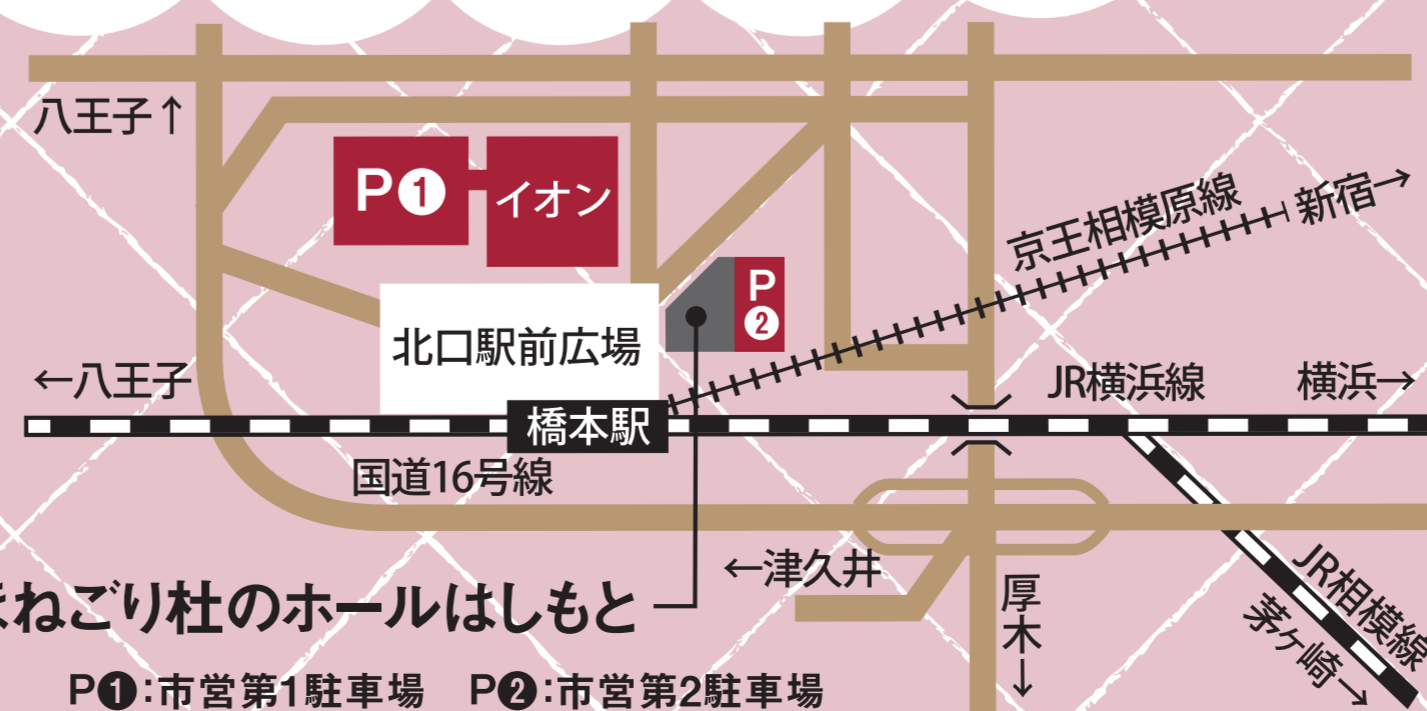 八王子↑
P❶
イオン
京王相模原線
新宿→
P
❷
北口駅前広場
←八王子
JR横浜線
横浜→
橋本駅
国道16号線
←津久井
厚木↓
JR相模線
茅ヶ崎→
ねごり杜のホールはしもと
P❶:市営第1駐車場 P❷:市営第2駐車場